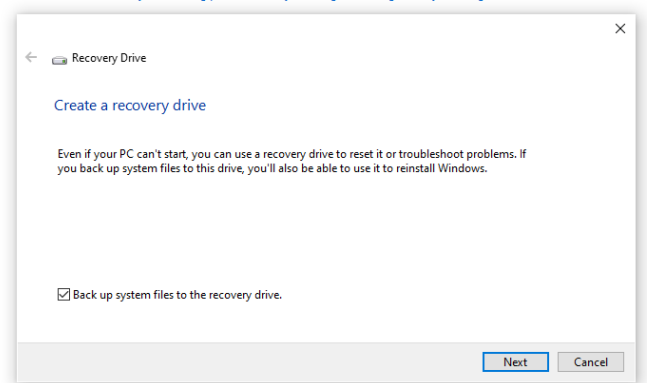 Recovery Drive
Create a recovery drive
Even if your PC can't start, you can use a recovery drive to reset it or troubleshoot problems. If
you back up system files to this drive, you'll also be able to use it to reinstall Windows.
Back up system files to the recovery drive.
Next Cancel